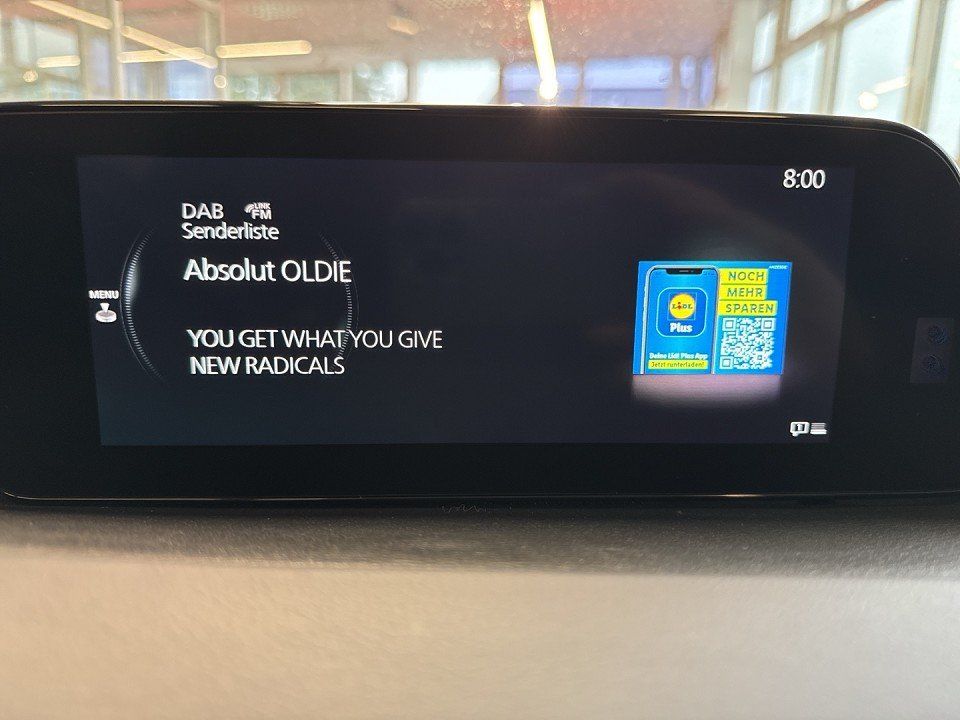 8:00
DAB LINK FM
Senderliste
Absolut OLDIE
MENU
YOU GET WHAT YOU GIVE
NEW RADICALS
ANZEIGE
NOCH
MEHR
SPAREN
LIDL
Plus
Deine Lidl Plus App
Jetzt runterladen!